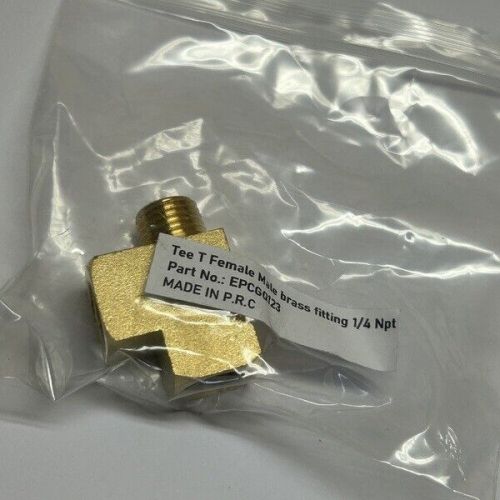 Tee T Female Male brass fitting 1/4 Npt
Part No.: EPCG0123
MADE IN P.R.C